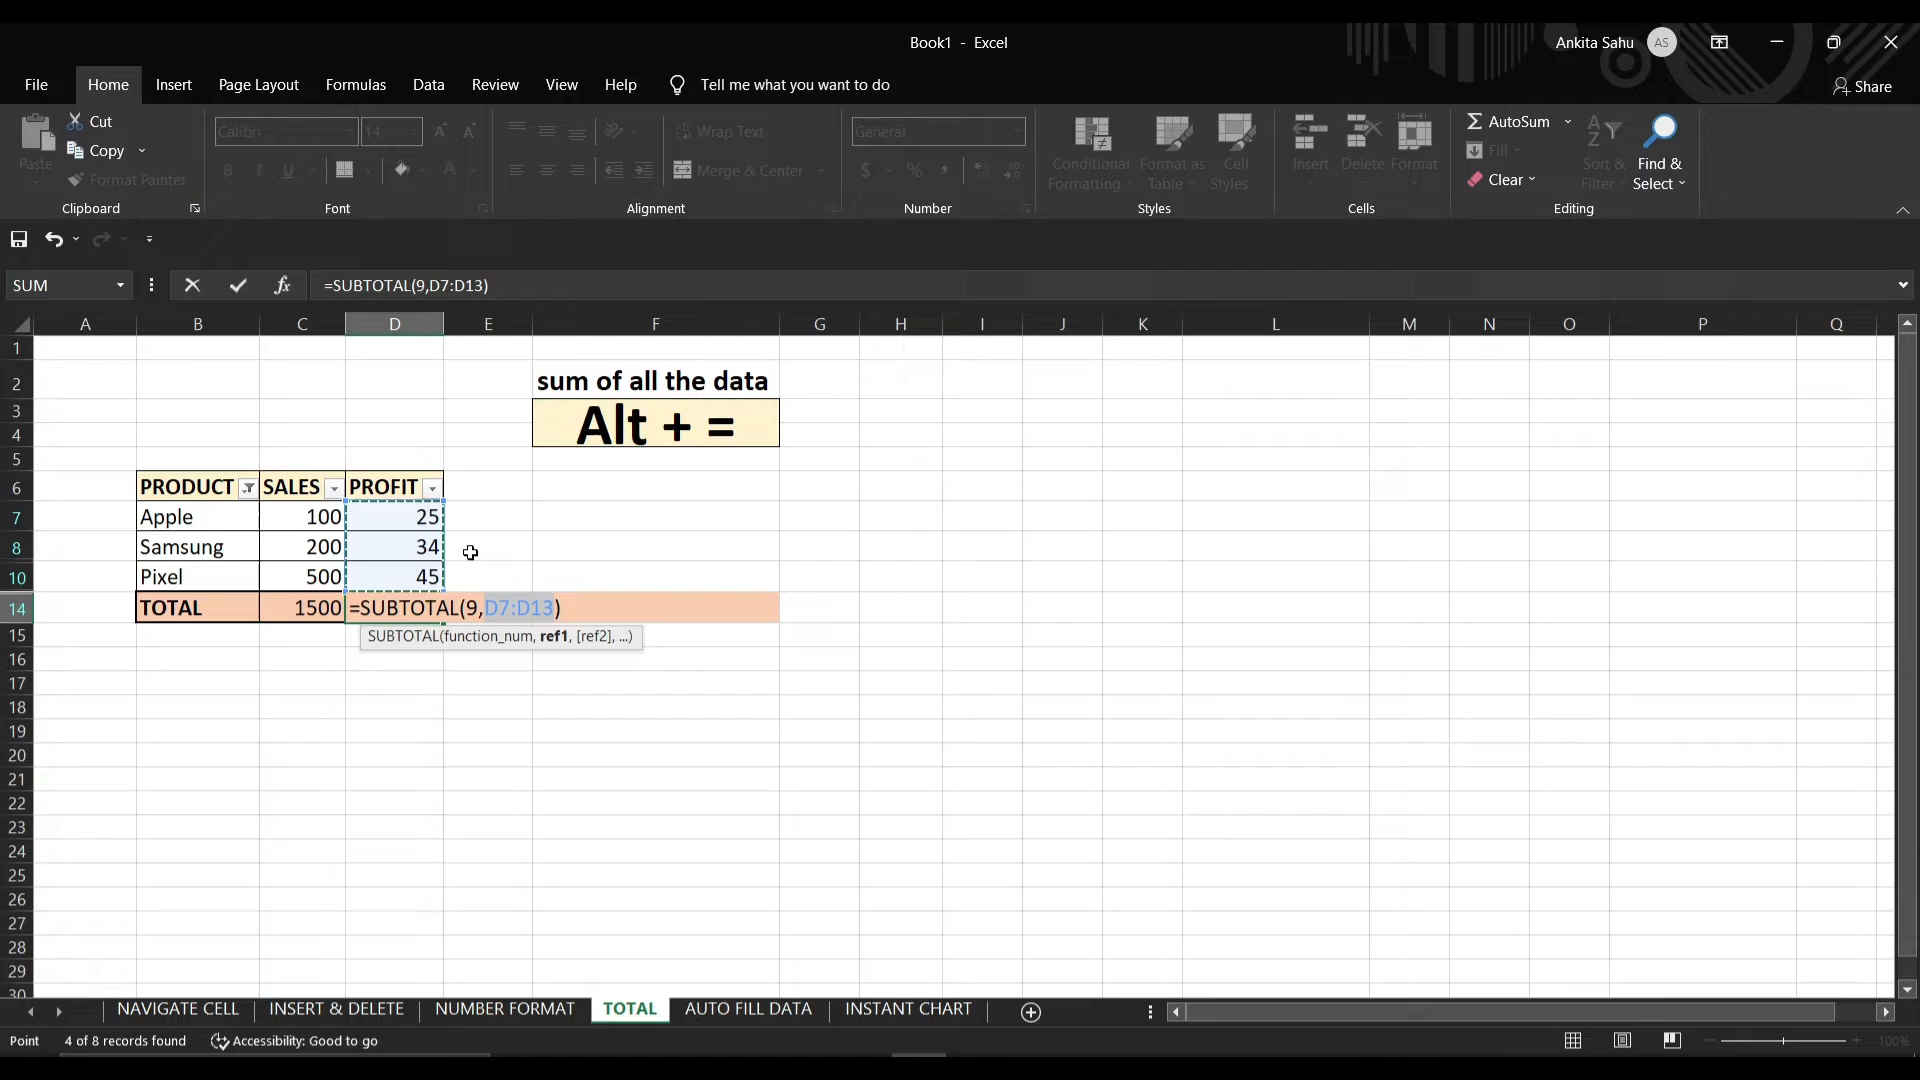 Book1 - Excel
Ankita Sahu AS
File Home Insert Page Layout Formulas Data Review View Help Tell me what you want to do
Share
Paste
Cut
Copy
Format Painter
Clipboard
Calibri 14
B I U
Font
Wrap Text
Merge & Center
Alignment
General
$ % ,
Number
Conditional Formatting
Format as Table
Cell Styles
Styles
Insert Delete Format
Cells
AutoSum
Fill
Clear
Sort & Filter
Find & Select
Editing
SUM fx =SUBTOTAL(9,D7:D13)
A B C D E F G H I J K L M N O P Q
1
2 sum of all the data
3 Alt + =
4
5
6 PRODUCT SALES PROFIT
7 Apple 100 25
8 Samsung 200 34
10 Pixel 500 45
14 TOTAL 1500 =SUBTOTAL(9,D7:D13)
SUBTOTAL(function_num, ref1, [ref2], ...)
15
16
17
18
19
20
21
22
23
24
25
26
27
28
29
30
NAVIGATE CELL INSERT & DELETE NUMBER FORMAT TOTAL AUTO FILL DATA INSTANT CHART
Point 4 of 8 records found Accessibility: Good to go 100%